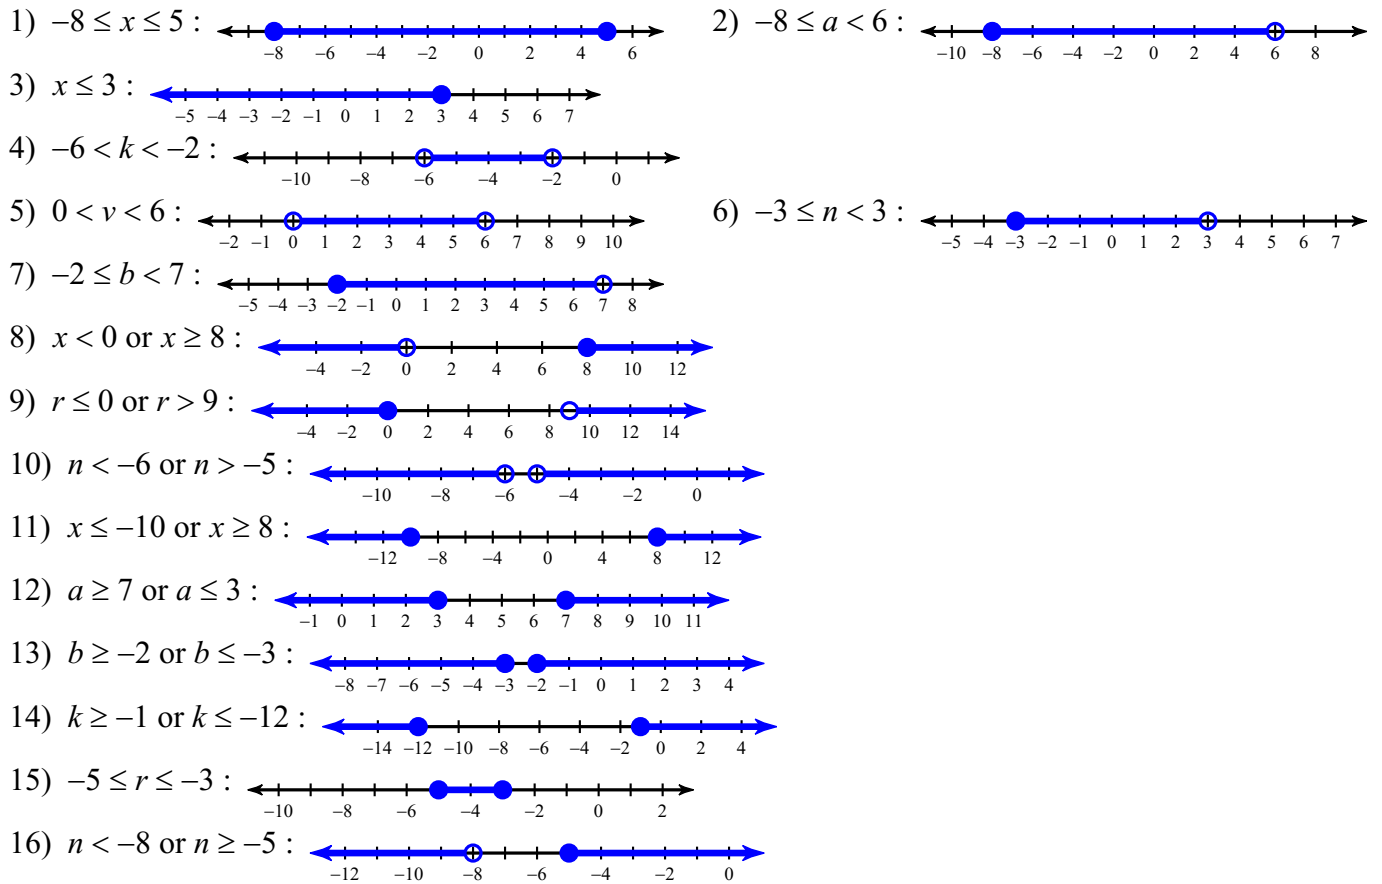 1) −8 ≤ x ≤ 5 : −8 −6 −4 −2 0 2 4 6
2) −8 ≤ a < 6 : −10 −8 −6 −4 −2 0 2 4 6 8
3) x ≤ 3 : −5 −4 −3 −2 −1 0 1 2 3 4 5 6 7
4) −6 < k < −2 : −10 −8 −6 −4 −2 0
5) 0 < v < 6 : −2 −1 0 1 2 3 4 5 6 7 8 9 10
6) −3 ≤ n < 3 : −5 −4 −3 −2 −1 0 1 2 3 4 5 6 7
7) −2 ≤ b < 7 : −5 −4 −3 −2 −1 0 1 2 3 4 5 6 7 8
8) x < 0 or x ≥ 8 : −4 −2 0 2 4 6 8 10 12
9) r ≤ 0 or r > 9 : −4 −2 0 2 4 6 8 10 12 14
10) n < −6 or n > −5 : −10 −8 −6 −4 −2 0
11) x ≤ −10 or x ≥ 8 : −12 −8 −4 0 4 8 12
12) a ≥ 7 or a ≤ 3 : −1 0 1 2 3 4 5 6 7 8 9 10 11
13) b ≥ −2 or b ≤ −3 : −8 −7 −6 −5 −4 −3 −2 −1 0 1 2 3 4
14) k ≥ −1 or k ≤ −12 : −14 −12 −10 −8 −6 −4 −2 0 2 4
15) −5 ≤ r ≤ −3 : −10 −8 −6 −4 −2 0 2
16) n < −8 or n ≥ −5 : −12 −10 −8 −6 −4 −2 0